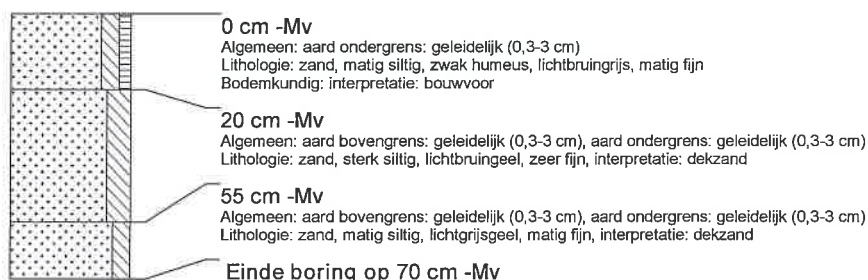 0 cm -Mv
Algemeen: aard ondergrens: geleidelijk (0,3-3 cm)
Lithologie: zand, matig siltig, zwak humeus, lichtbruingrijs, matig fijn
Bodemkundig: interpretatie: bouwvoor
20 cm -Mv
Algemeen: aard bovengrens: geleidelijk (0,3-3 cm), aard ondergrens: geleidelijk (0,3-3 cm)
Lithologie: zand, sterk siltig, lichtbruingeel, zeer fijn, interpretatie: dekzand
55 cm -Mv
Algemeen: aard bovengrens: geleidelijk (0,3-3 cm), aard ondergrens: geleidelijk (0,3-3 cm)
Lithologie: zand, matig siltig, lichtgrijsgeel, matig fijn, interpretatie: dekzand
Einde boring op 70 cm -Mv